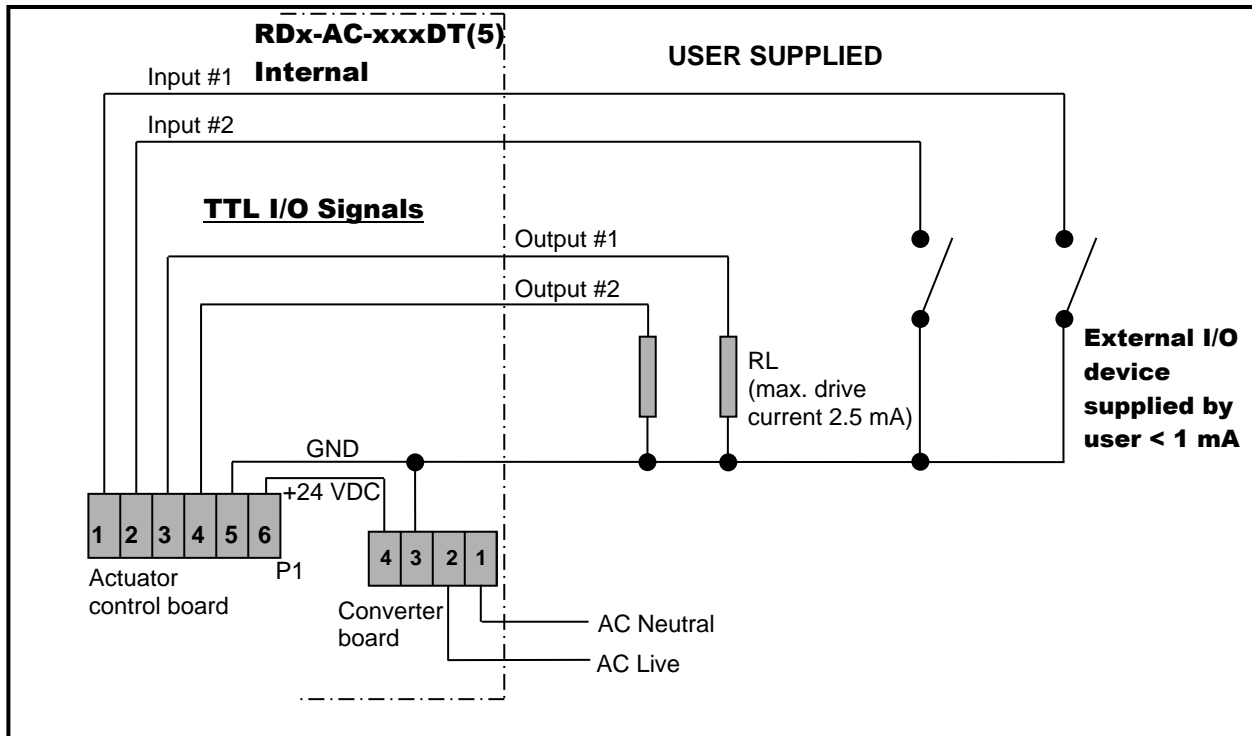 RDx-AC-xxxDT(5)
Internal
USER SUPPLIED
Input #1
Input #2
TTL I/O Signals
Output #1
Output #2
RL
(max. drive
current 2.5 mA)
External I/O
device
supplied by
user < 1 mA
GND
+24 VDC
1 2 3 4 5 6
P1
4 3 2 1
Actuator
control board
Converter
board
AC Neutral
AC Live